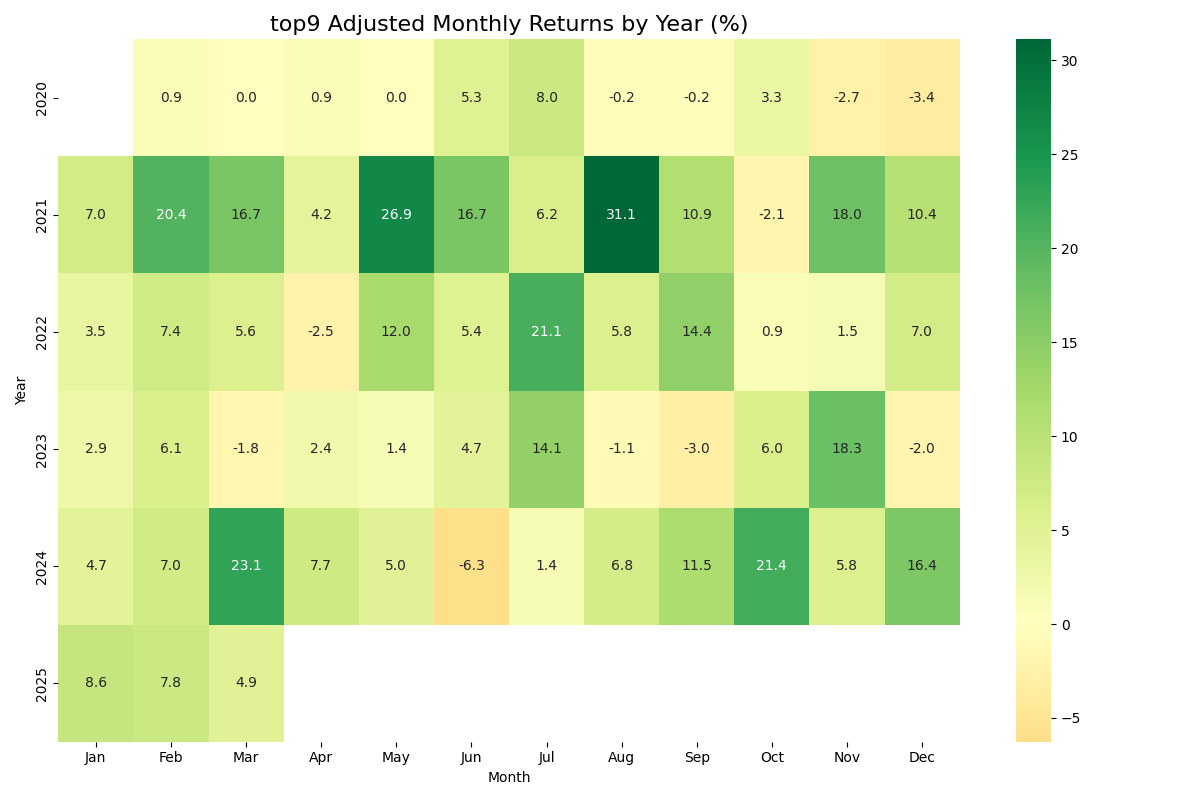 top9 Adjusted Monthly Returns by Year (%)
2020 0.9 0.0 0.9 0.0 5.3 8.0 -0.2 -0.2 3.3 -2.7 -3.4
2021 7.0 20.4 16.7 4.2 26.9 16.7 6.2 31.1 10.9 -2.1 18.0 10.4
2022 3.5 7.4 5.6 -2.5 12.0 5.4 21.1 5.8 14.4 0.9 1.5 7.0
2023 2.9 6.1 -1.8 2.4 1.4 4.7 14.1 -1.1 -3.0 6.0 18.3 -2.0
2024 4.7 7.0 23.1 7.7 5.0 -6.3 1.4 6.8 11.5 21.4 5.8 16.4
2025 8.6 7.8 4.9
Jan Feb Mar Apr May Jun Jul Aug Sep Oct Nov Dec
Month
Year
30
25
20
15
10
5
0
−5